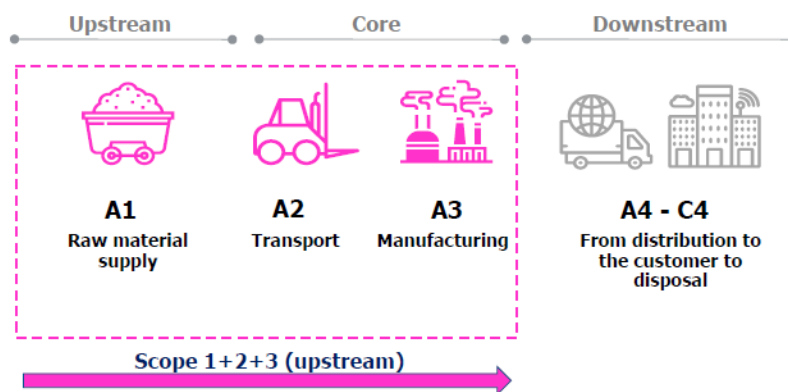 Upstream
Core
Downstream
A1
Raw material
supply
A2
Transport
A3
Manufacturing
A4 - C4
From distribution to
the customer to
disposal
Scope 1+2+3 (upstream)